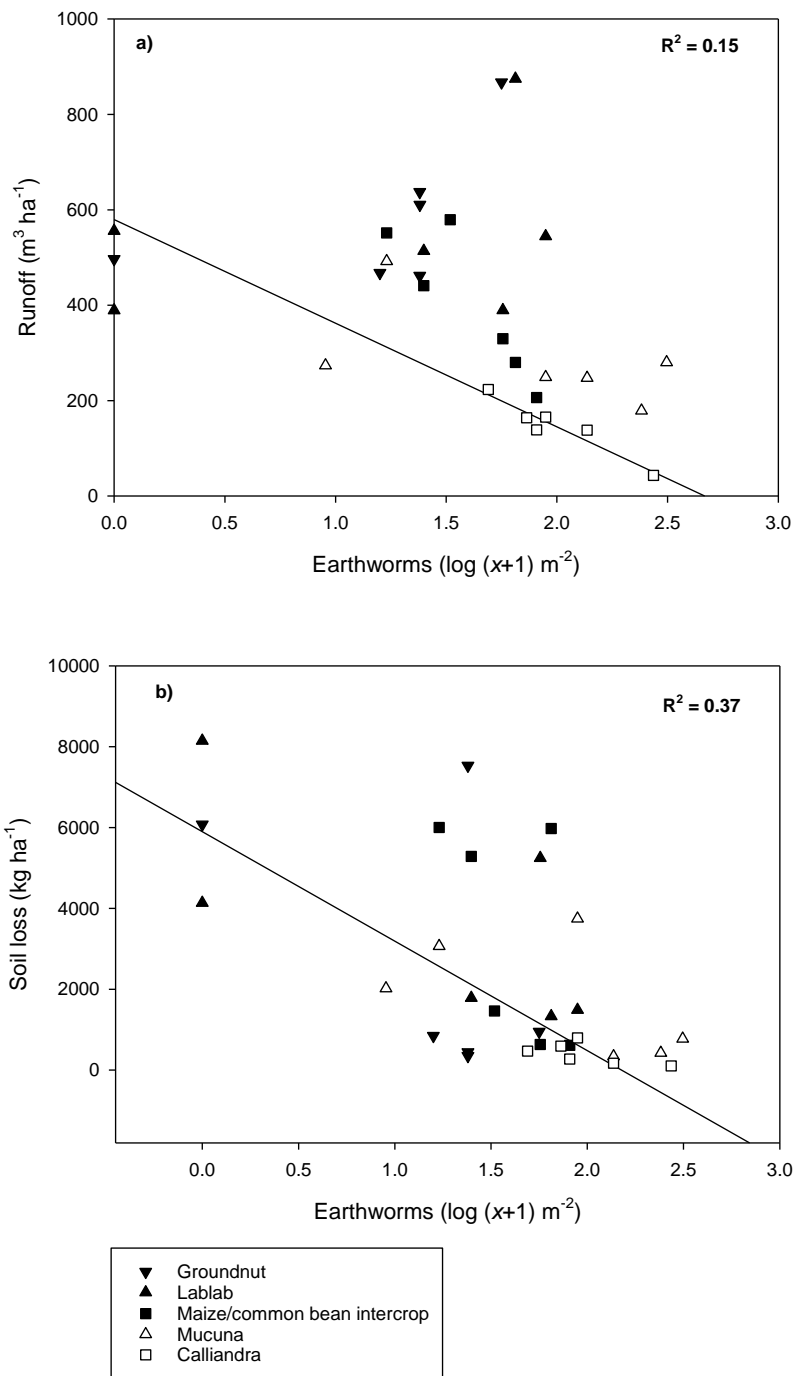 a)
R² = 0.15
1000
800
600
400
200
0
Runoff (m³ ha⁻¹)
0.0 0.5 1.0 1.5 2.0 2.5 3.0
Earthworms (log (x+1) m⁻²)
b)
R² = 0.37
10000
8000
6000
4000
2000
0
Soil loss (kg ha⁻¹)
0.0 0.5 1.0 1.5 2.0 2.5 3.0
Earthworms (log (x+1) m⁻²)
Groundnut
Lablab
Maize/common bean intercrop
Mucuna
Calliandra